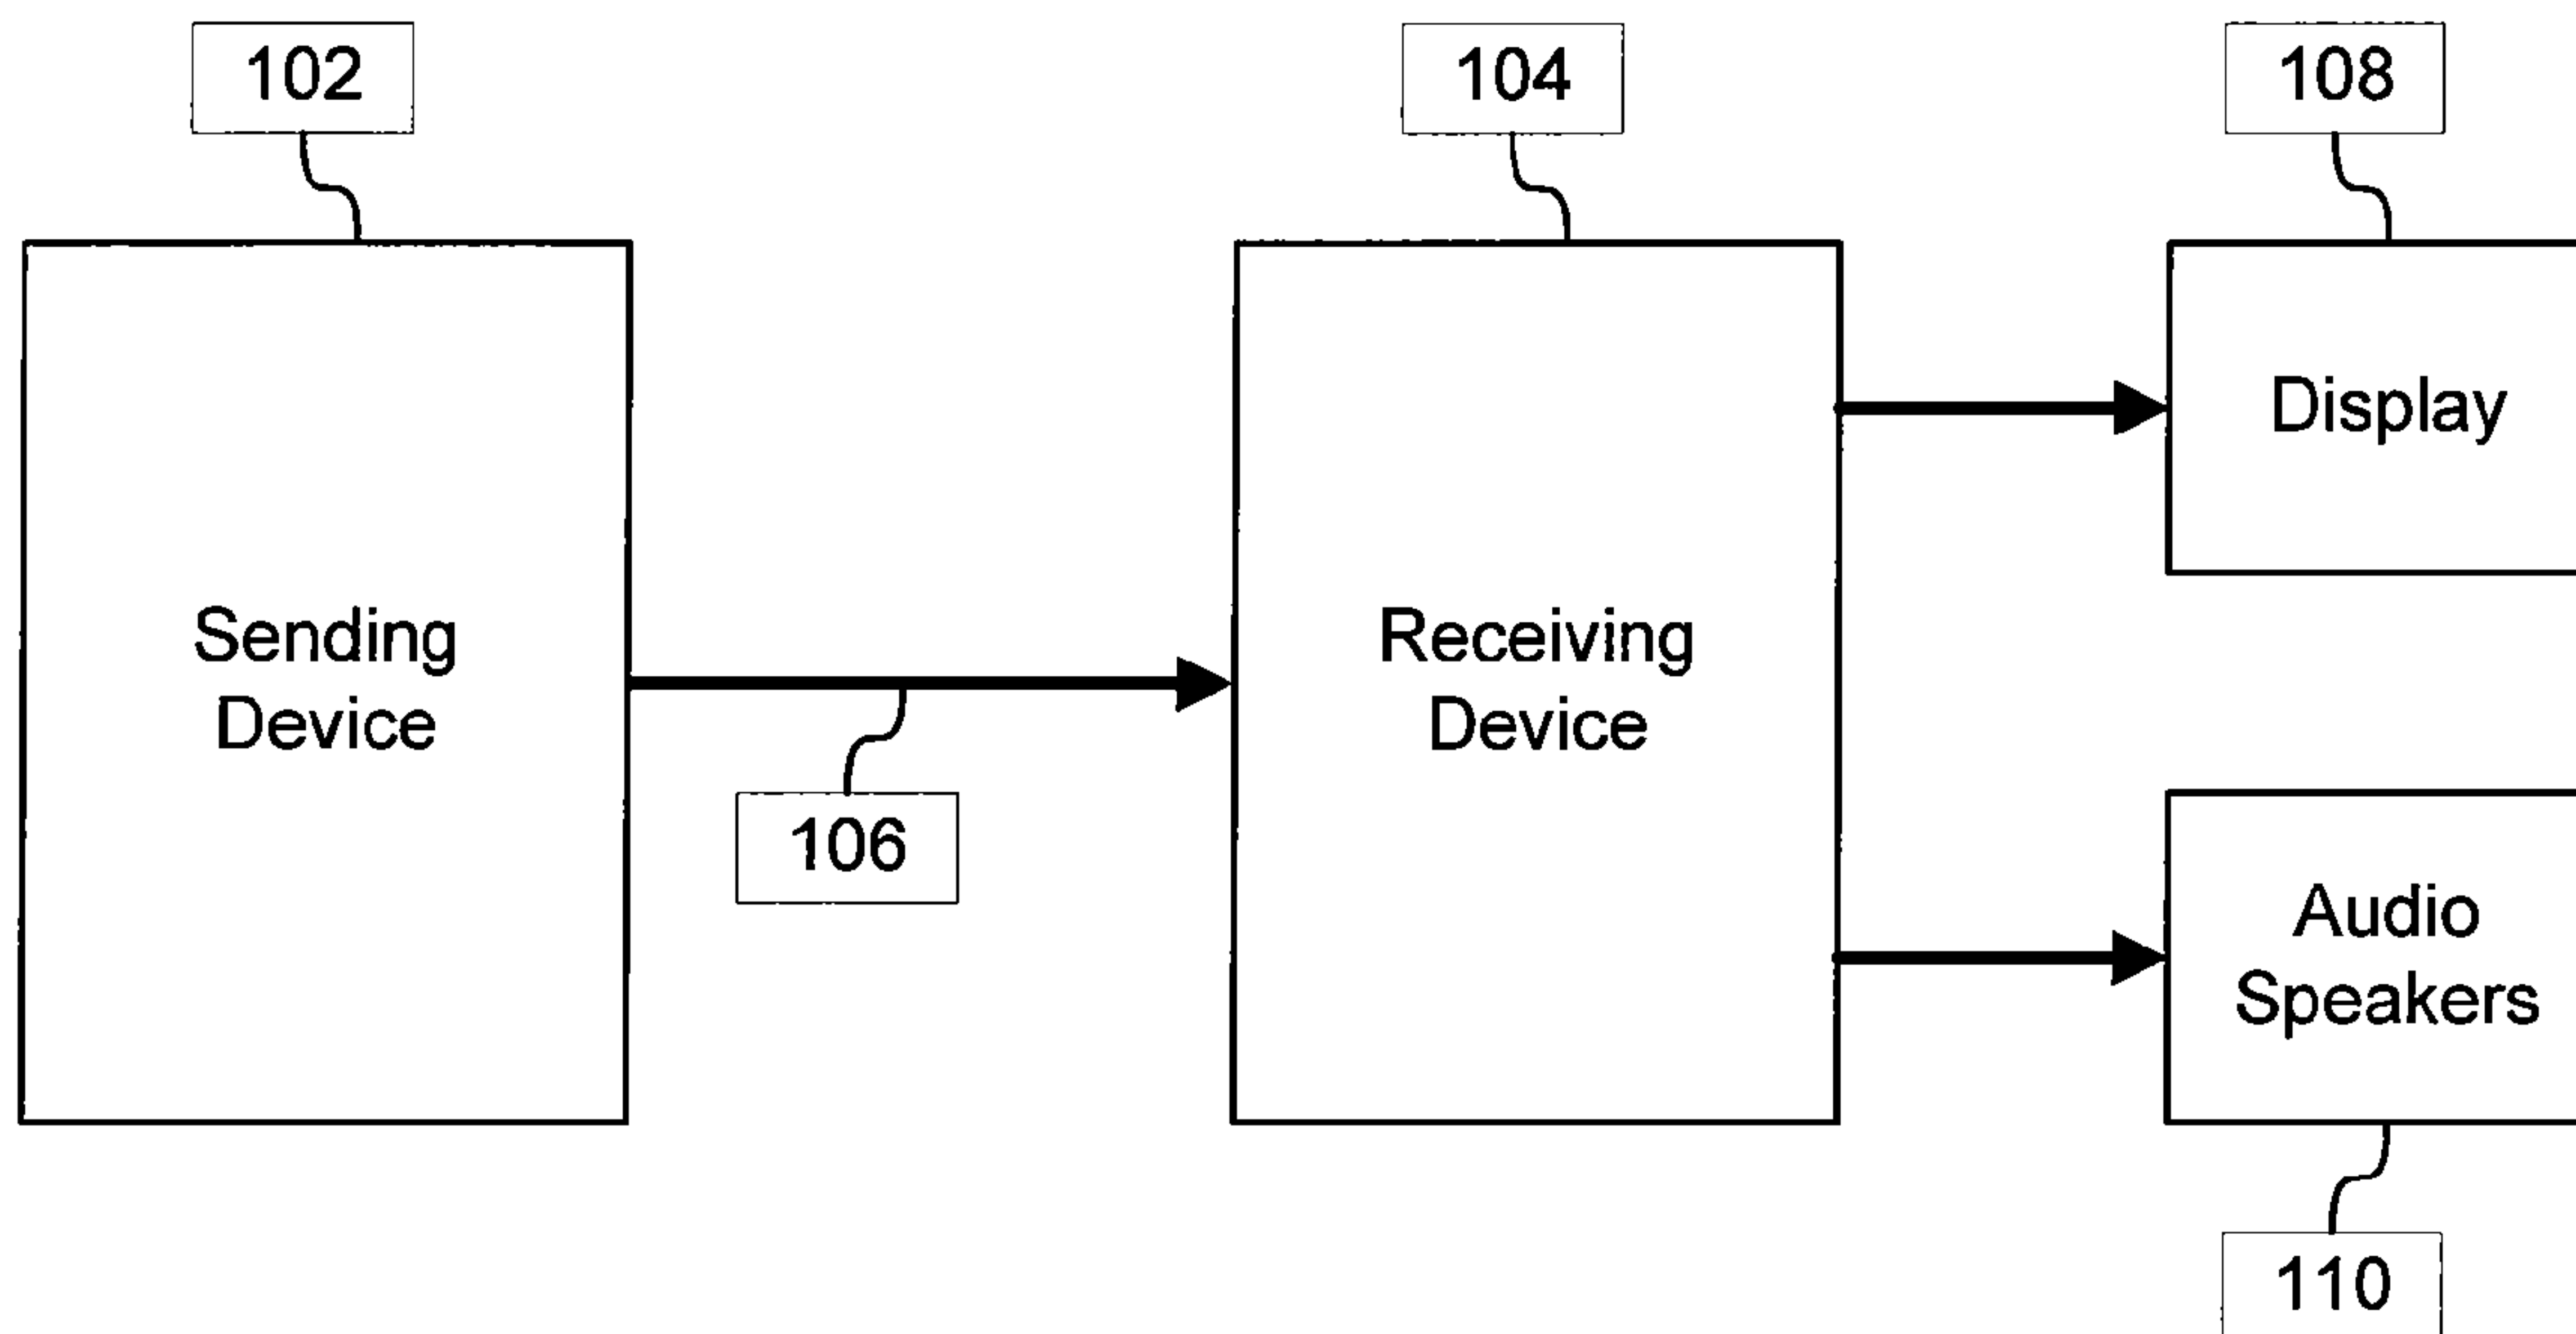 102
104
108
Display
Sending
Device
Receiving
Device
106
Audio
Speakers
110